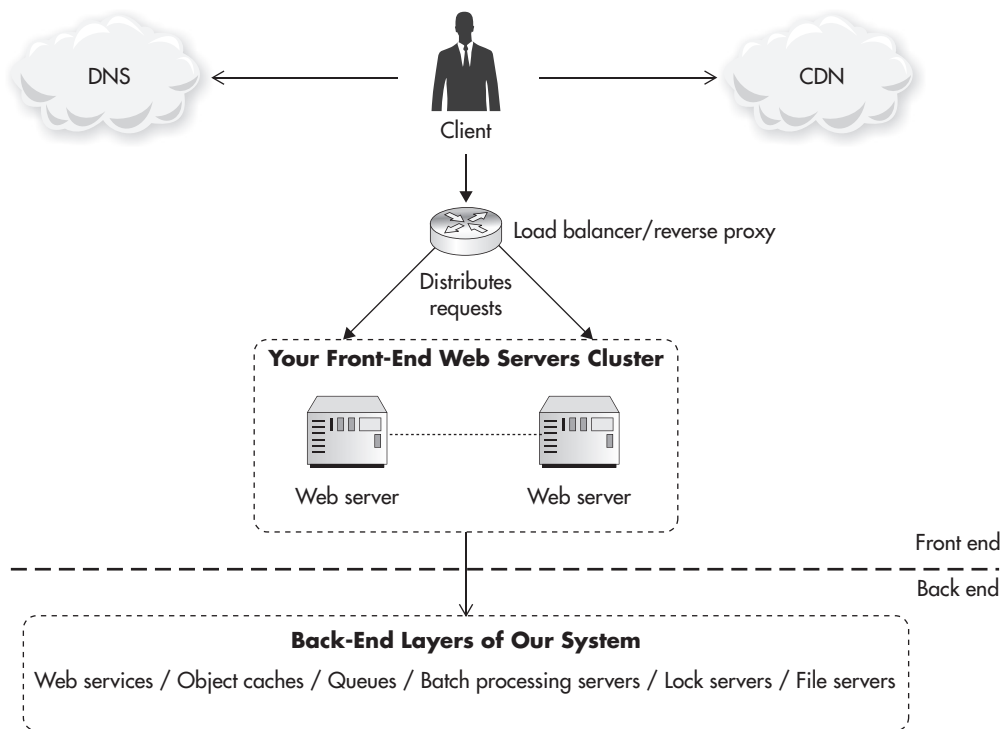 DNS
CDN
Client
Load balancer/reverse proxy
Distributes
requests
Your Front-End Web Servers Cluster
Web server
Web server
Front end
Back end
Back-End Layers of Our System
Web services / Object caches / Queues / Batch processing servers / Lock servers / File servers